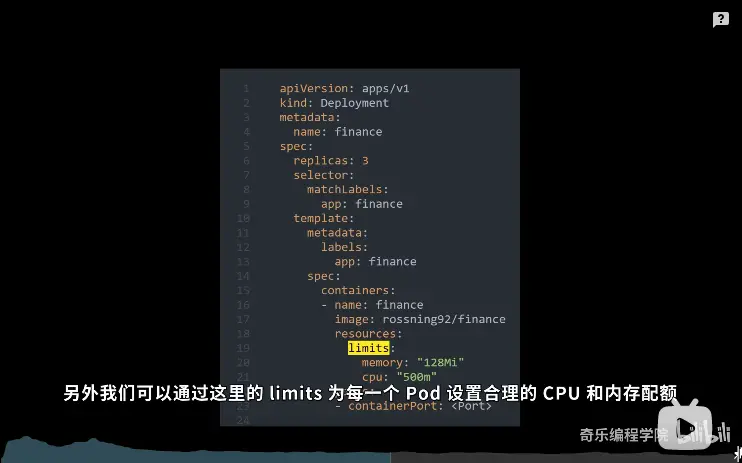 ?
1 apiVersion: apps/v1
2 kind: Deployment
3 metadata:
4 name: finance
5 spec:
6 replicas: 3
7 selector:
8 matchLabels:
9 app: finance
10 template:
11 metadata:
12 labels:
13 app: finance
14 spec:
15 containers:
16 - name: finance
17 image: rossning92/finance
18 resources:
19 limits:
20 memory: "128Mi"
21 cpu: "500m"
另外我们可以通过这里的 limits 为每一个 Pod 设置合理的 CPU 和内存配额
23 - containerPort: <Port>
24
奇乐编程学院
bilibili